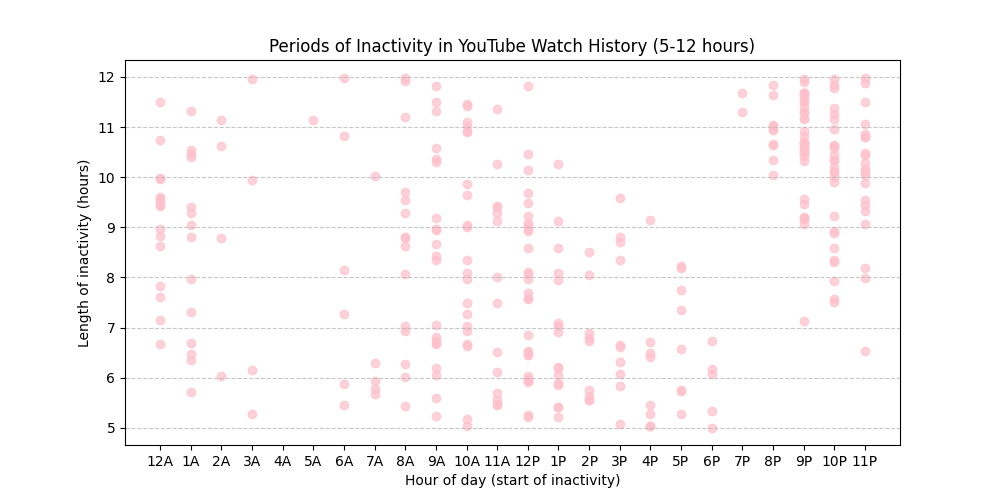 Periods of Inactivity in YouTube Watch History (5-12 hours)
Length of inactivity (hours)
12
11
10
9
8
7
6
5
12A 1A 2A 3A 4A 5A 6A 7A 8A 9A 10A 11A 12P 1P 2P 3P 4P 5P 6P 7P 8P 9P 10P 11P
Hour of day (start of inactivity)